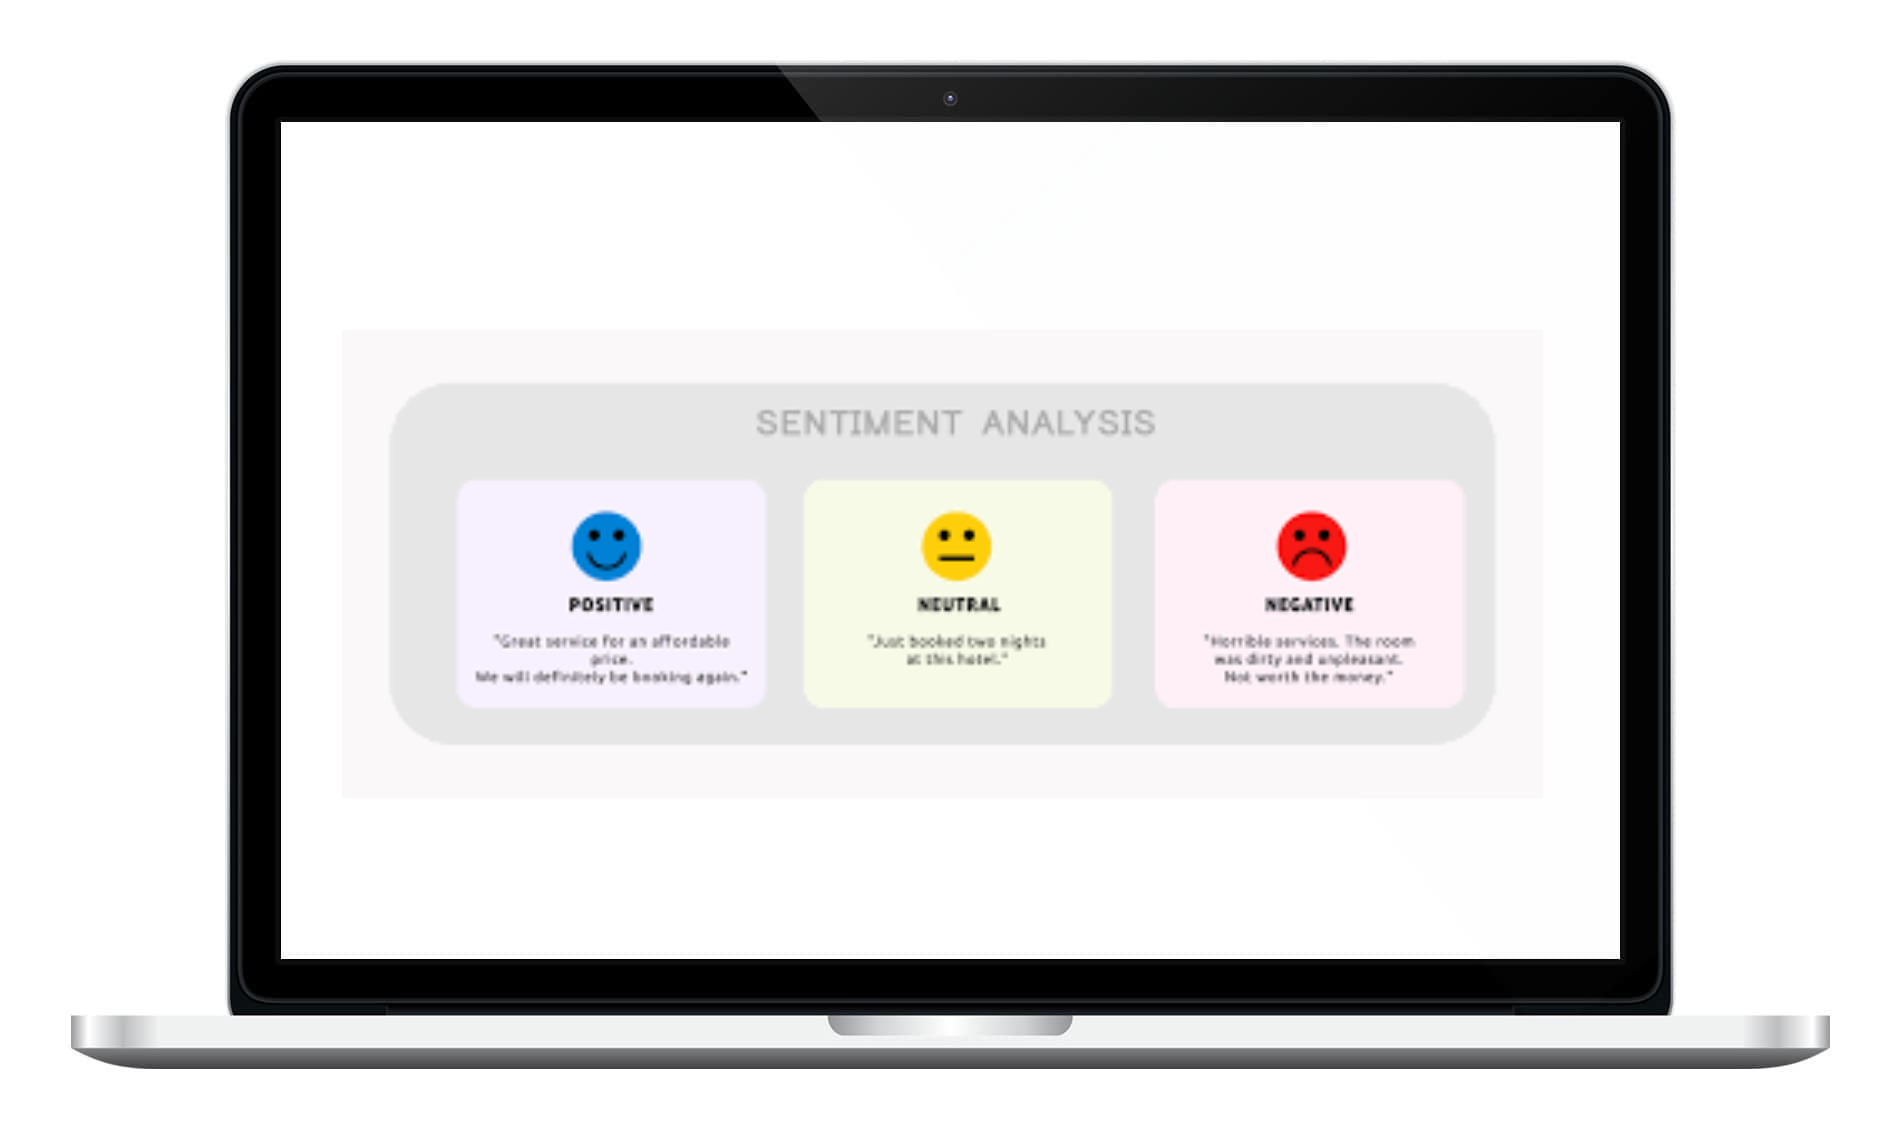 SENTIMENT ANALYSIS
POSITIVE
"Great service for an affordable
price.
We will definitely be booking again."
NEUTRAL
"Just booked two nights
at this hotel."
NEGATIVE
"Horrible services. The room
was dirty and unpleasant.
Not worth the money."